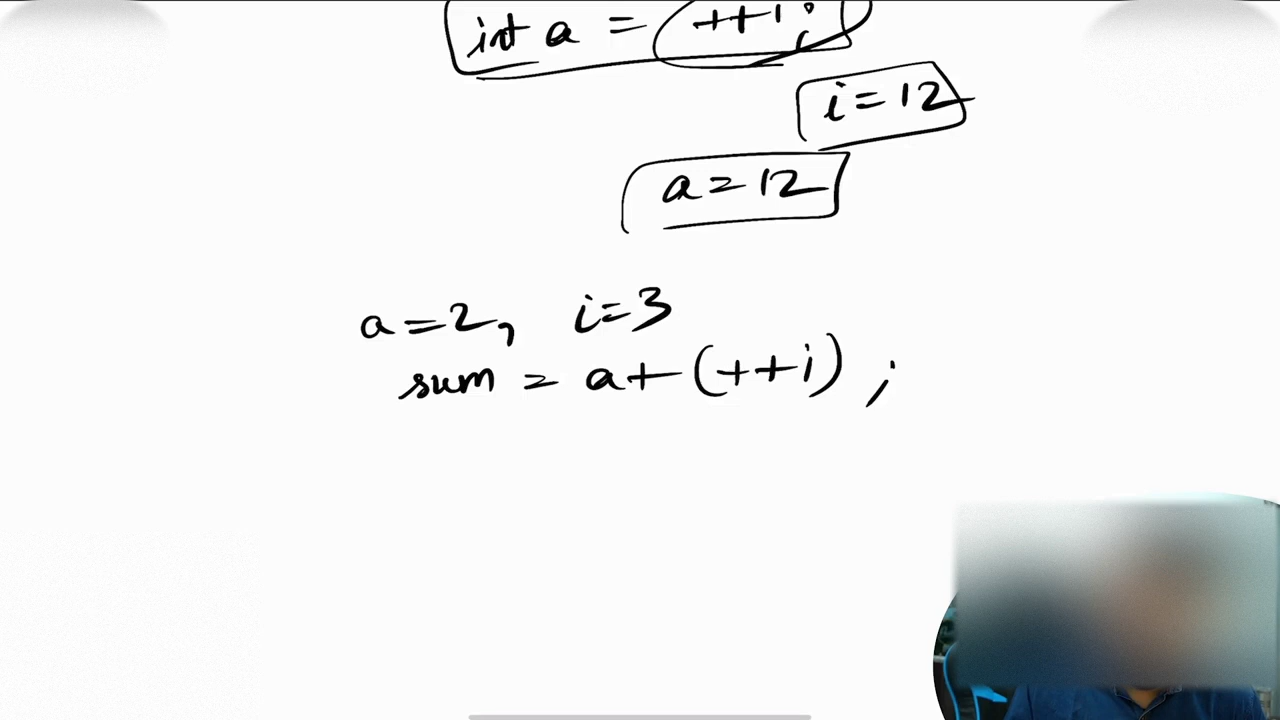 int a = ++i;
i=12
a=12
a=2, i=3
sum = a+(++i) ;